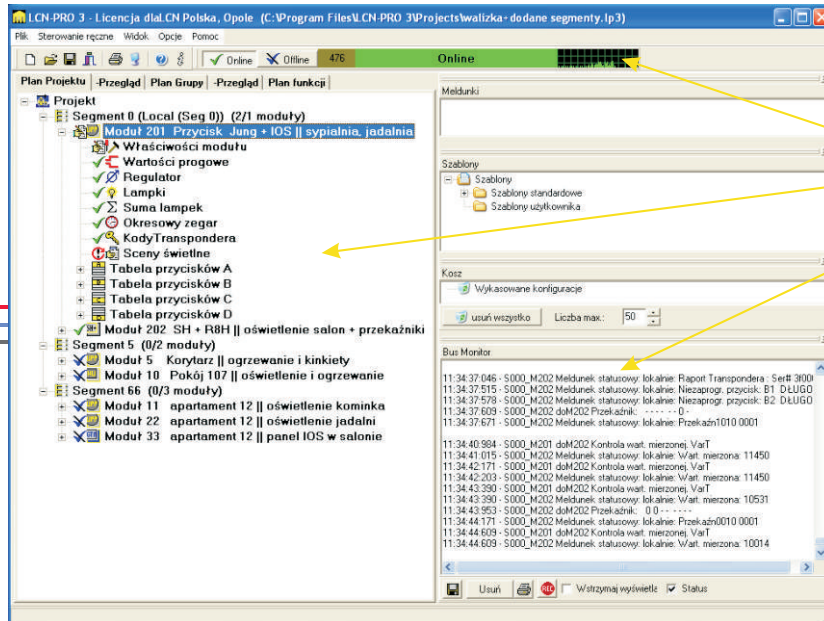 LCN-PRO 3 - Licencja dlaLCN Polska, Opole (C:\Program Files\LCN-PRO 3\Projects\walizka+dodane segmenty.lp3)
Plik Sterowanie ręczne Widok Opcje Pomoc
Online Offline 476 Online
Plan Projektu -Przegląd Plan Grupy -Przegląd Plan funkcji
Projekt
Segment 0 (Local (Seg 0)) (2/1 moduły)
Moduł 201 Przycisk Jung + IOS || sypialnia, jadalnia
Właściwości modułu
Wartości progowe
Regulator
Lampki
Suma lampek
Okresowy zegar
KodyTranspondera
Sceny świetlne
Tabela przycisków A
Tabela przycisków B
Tabela przycisków C
Tabela przycisków D
Moduł 202 SH + R8H || oświetlenie salon + przekaźniki
Segment 5 (0/2 moduły)
Moduł 5 Korytarz || ogrzewanie i kinkiety
Moduł 10 Pokój 107 || oświetlenie i ogrzewanie
Segment 66 (0/3 moduły)
Moduł 11 apartament 12 || oświetlenie kominka
Moduł 22 apartament 12 || oświetlenie jadalni
Moduł 33 apartament 12 || panel IOS w salonie
Meldunki
Szablony
Szablony
Szablony standardowe
Szablony użytkownika
Kosz
Wykasowane konfiguracje
usuń wszystko Liczba max.: 50
Bus Monitor
11:34:37:046 - S000_M202 Meldunek statusowy: lokalnie: Raport Transpondera : Ser# 3f00
11:34:37:515 - S000_M202 Meldunek statusowy: lokalnie: Niezaprogr. przycisk: B1 DŁUGO
11:34:37:578 - S000_M202 Meldunek statusowy: lokalnie: Niezaprogr. przycisk: B2 DŁUGO
11:34:37:609 - S000_M202 doM202 Przekaźnik: - - - - - - 0 -
11:34:37:671 - S000_M202 Meldunek statusowy: lokalnie: Przekaźn1010 0001
11:34:40:984 - S000_M201 doM202 Kontrola wart. mierzonej. VarT
11:34:41:015 - S000_M202 Meldunek statusowy: lokalnie: Wart. mierzona: 11450
11:34:42:171 - S000_M201 doM202 Kontrola wart. mierzonej. VarT
11:34:42:203 - S000_M202 Meldunek statusowy: lokalnie: Wart. mierzona: 11450
11:34:43:390 - S000_M201 doM202 Kontrola wart. mierzonej. VarT
11:34:43:390 - S000_M202 Meldunek statusowy: lokalnie: Wart. mierzona: 10531
11:34:43:953 - S000_M202 doM202 Przekaźnik: 0 0 - - - - - -
11:34:44:171 - S000_M202 Meldunek statusowy: lokalnie: Przekaźn0010 0001
11:34:44:609 - S000_M201 doM202 Kontrola wart. mierzonej. VarT
11:34:44:609 - S000_M202 Meldunek statusowy: lokalnie: Wart. mierzona: 10014
Usuń REC Wstrzymaj wyświetla Status